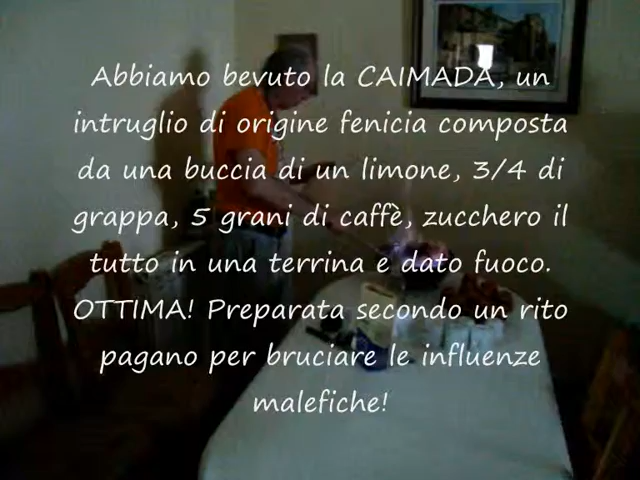 Abbiamo bevuto la CAIMADA, un
intruglio di origine fenicia composta
da una buccia di un limone, 3/4 di
grappa, 5 grani di caffè, zucchero il
tutto in una terrina e dato fuoco.
OTTIMA! Preparata secondo un rito
pagano per bruciare le influenze
malefiche!